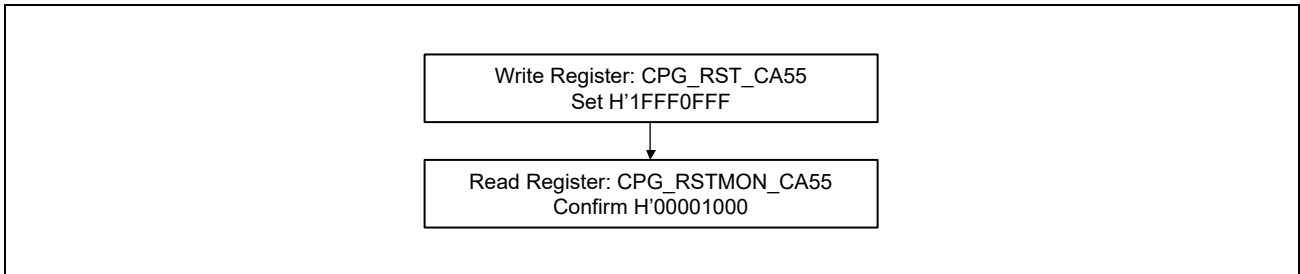 Write Register: CPG_RST_CA55
Set H'1FFF0FFF
Read Register: CPG_RSTMON_CA55
Confirm H'00001000